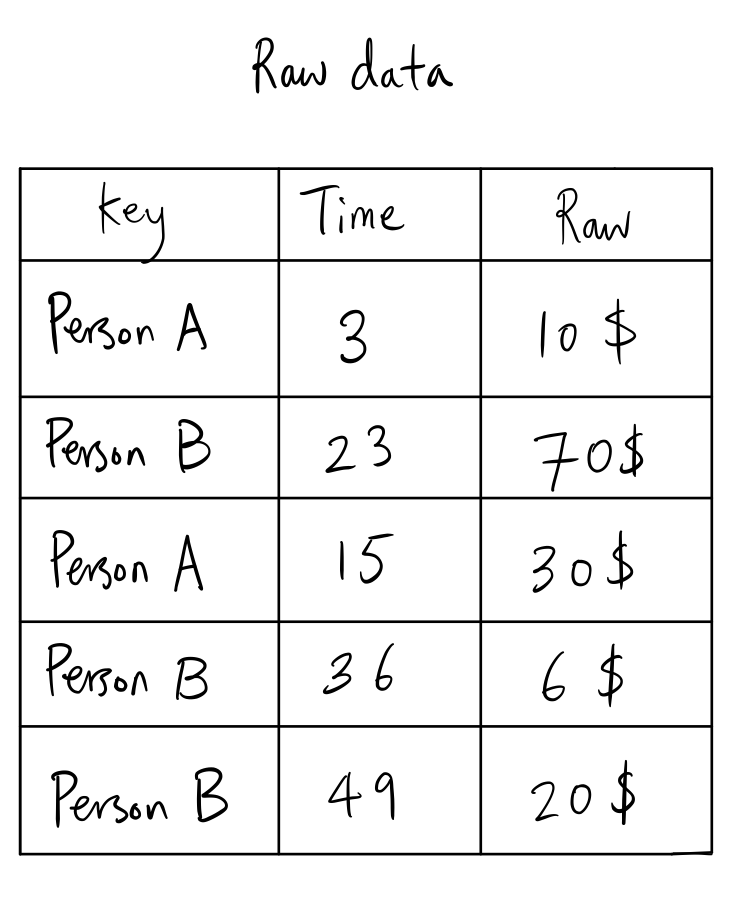 Raw data
Key Time Raw
Person A 3 10 $
Person B 23 70$
Person A 15 30$
Person B 36 6 $
Person B 49 20$